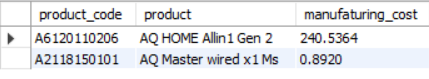 product_code product manufaturing_cost
A6120110206 AQ HOME Allin1 Gen 2 240.5364
A2118150101 AQ Master wired x1 Ms 0.8920